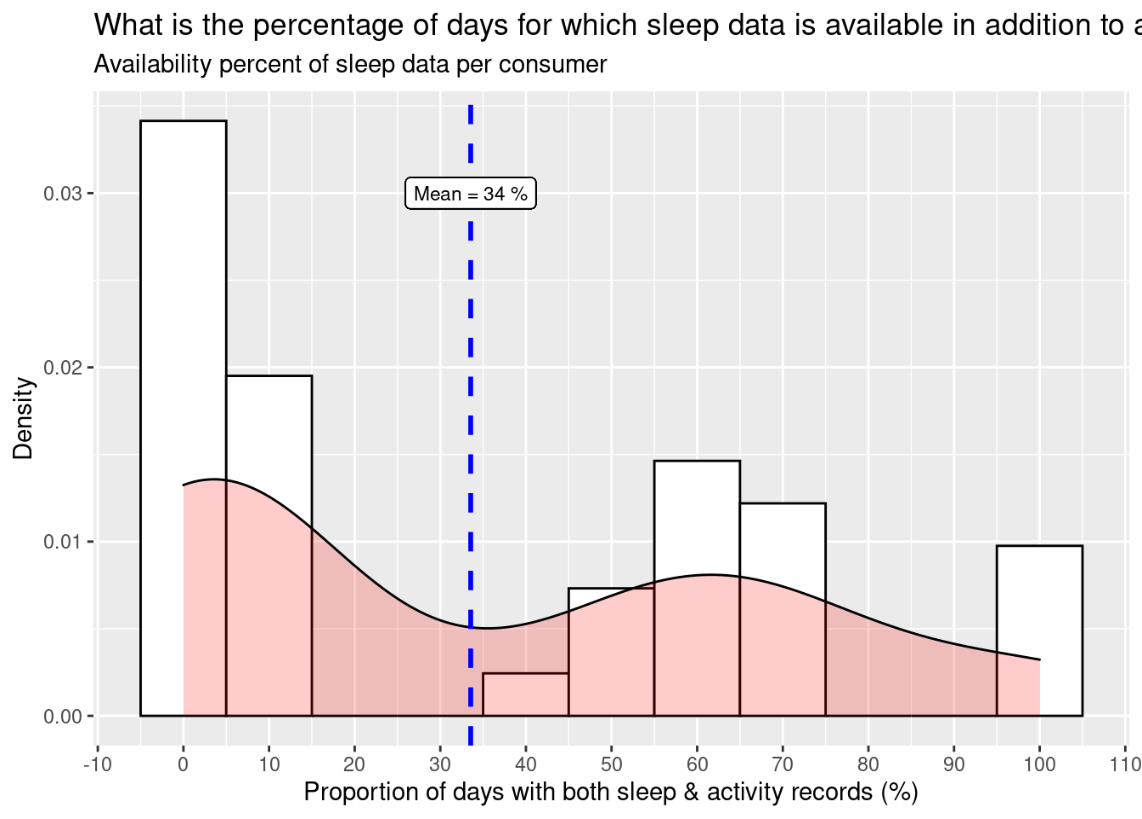 What is the percentage of days for which sleep data is available in addition to
Availability percent of sleep data per consumer
Mean = 34 %
Density
0.03
0.02
0.01
0.00
-10 0 10 20 30 40 50 60 70 80 90 100 110
Proportion of days with both sleep & activity records (%)